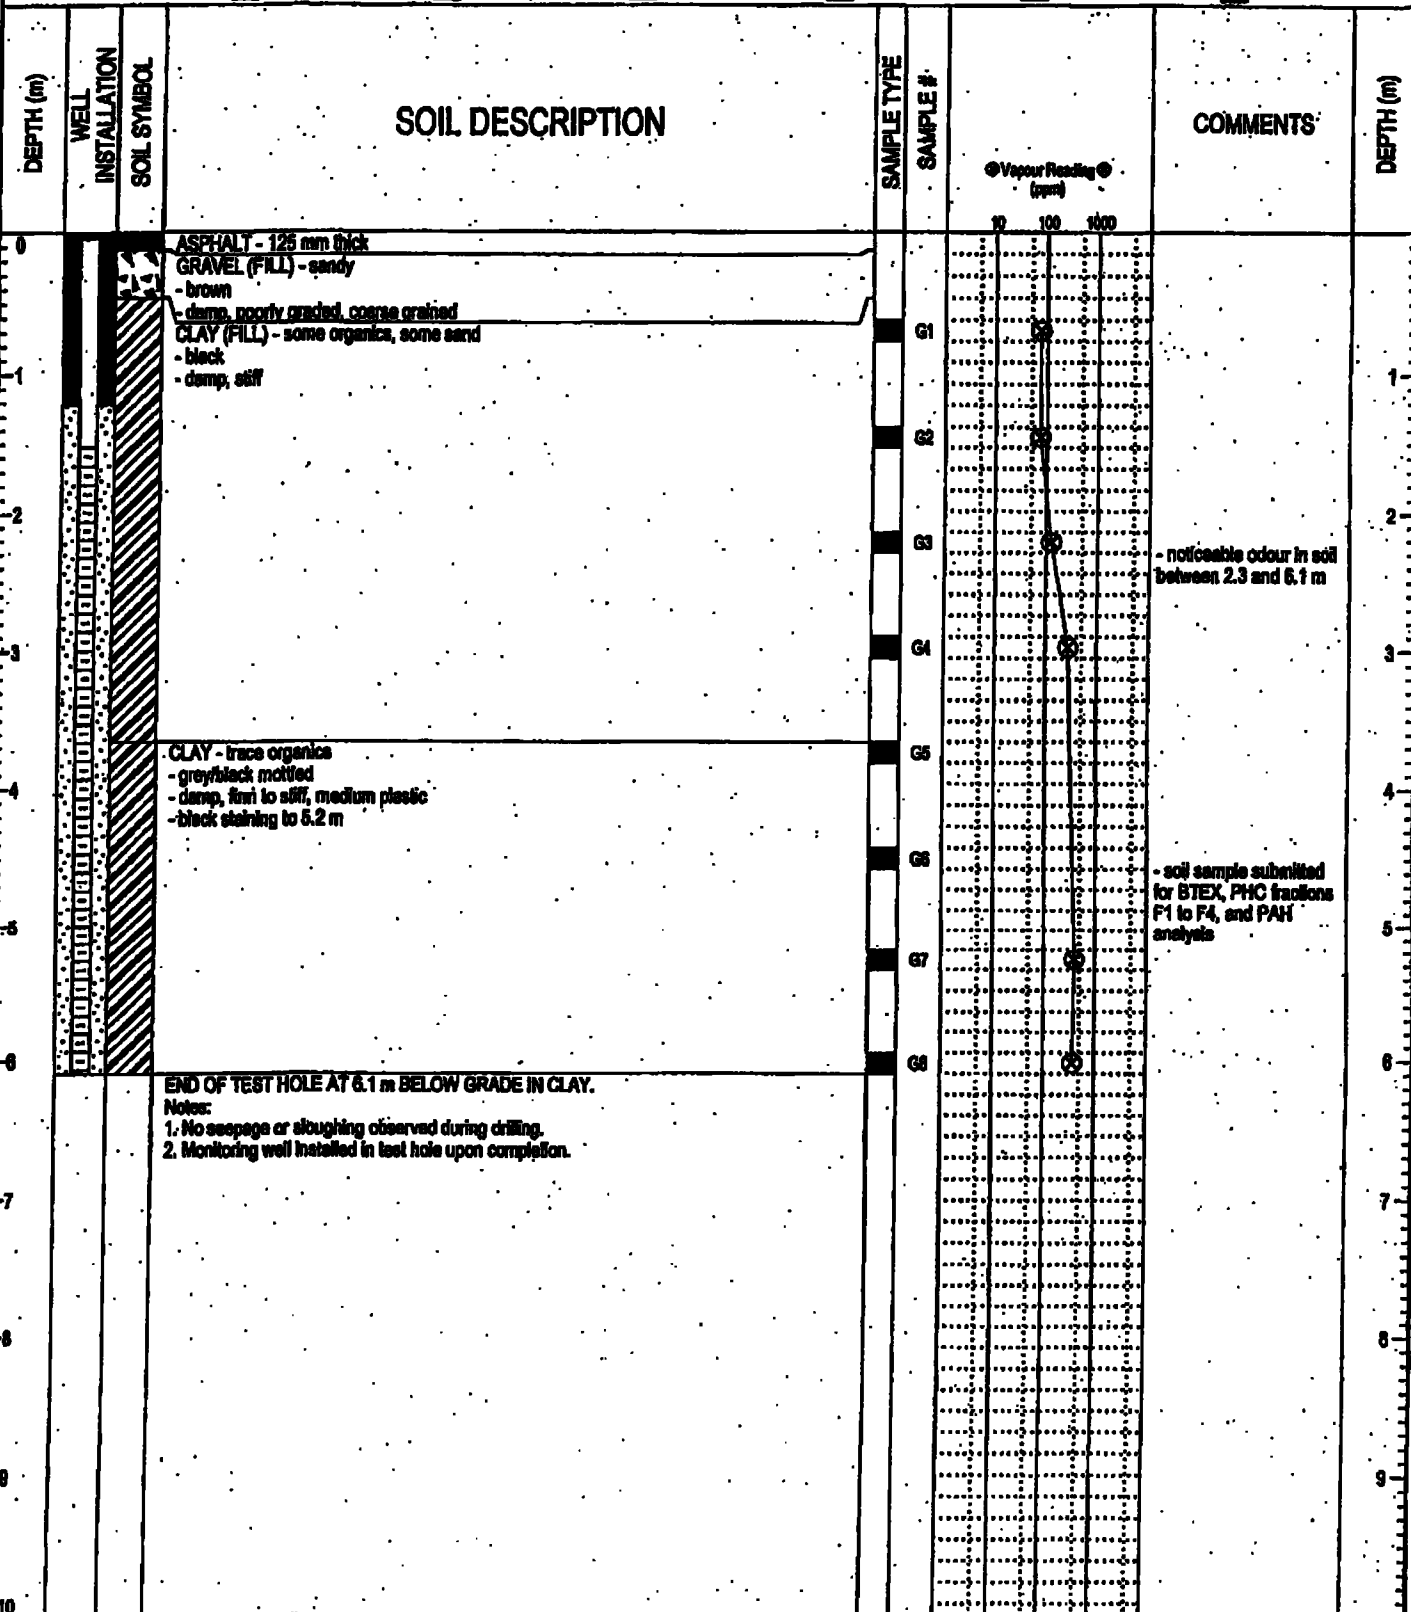 DEPTH (m)
WELL
INSTALLATION
SOIL SYMBOL
SOIL DESCRIPTION
SAMPLE TYPE
SAMPLE #
Vapour Reading
(ppm)
10 100 1000
COMMENTS
DEPTH (m)
0
ASPHALT - 125 mm thick
GRAVEL (FILL) - sandy
- brown
- damp, poorly graded, coarse grained
CLAY (FILL) - some organics, some sand
- black
- damp, stiff
G1
1 1
G2
2 2
G3
- noticeable odour in soil
between 2.3 and 6.1 m
3 G4 3
CLAY - trace organics
- grey/black mottled
- damp, firm to stiff, medium plastic
- black staining to 5.2 m
G5
4 4
G6
- soil sample submitted
for BTEX, PHC fractions
F1 to F4, and PAH
analysis
5 5
G7
6 G8 6
END OF TEST HOLE AT 6.1 m BELOW GRADE IN CLAY.
Notes:
1. No seepage or sloughing observed during drilling.
2. Monitoring well installed in test hole upon completion.
7 7
8 8
9 9
10